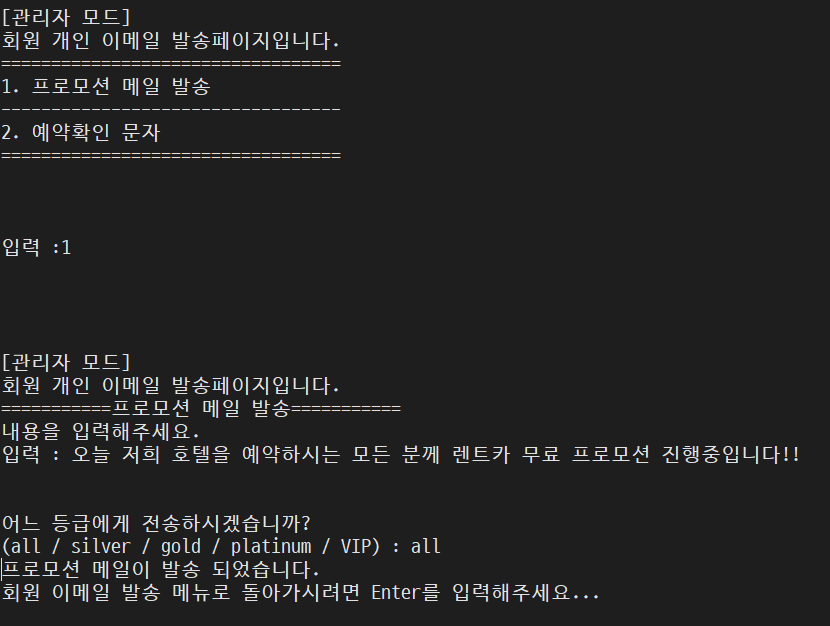 [관리자 모드]
회원 개인 이메일 발송페이지입니다.
==================================
1. 프로모션 메일 발송
----------------------------------
2. 예약확인 문자
==================================
입력 :1
[관리자 모드]
회원 개인 이메일 발송페이지입니다.
===========프로모션 메일 발송===========
내용을 입력해주세요.
입력 : 오늘 저희 호텔을 예약하시는 모든 분께 렌트카 무료 프로모션 진행중입니다!!
어느 등급에게 전송하시겠습니까?
(all / silver / gold / platinum / VIP) : all
프로모션 메일이 발송 되었습니다.
회원 이메일 발송 메뉴로 돌아가시려면 Enter를 입력해주세요...